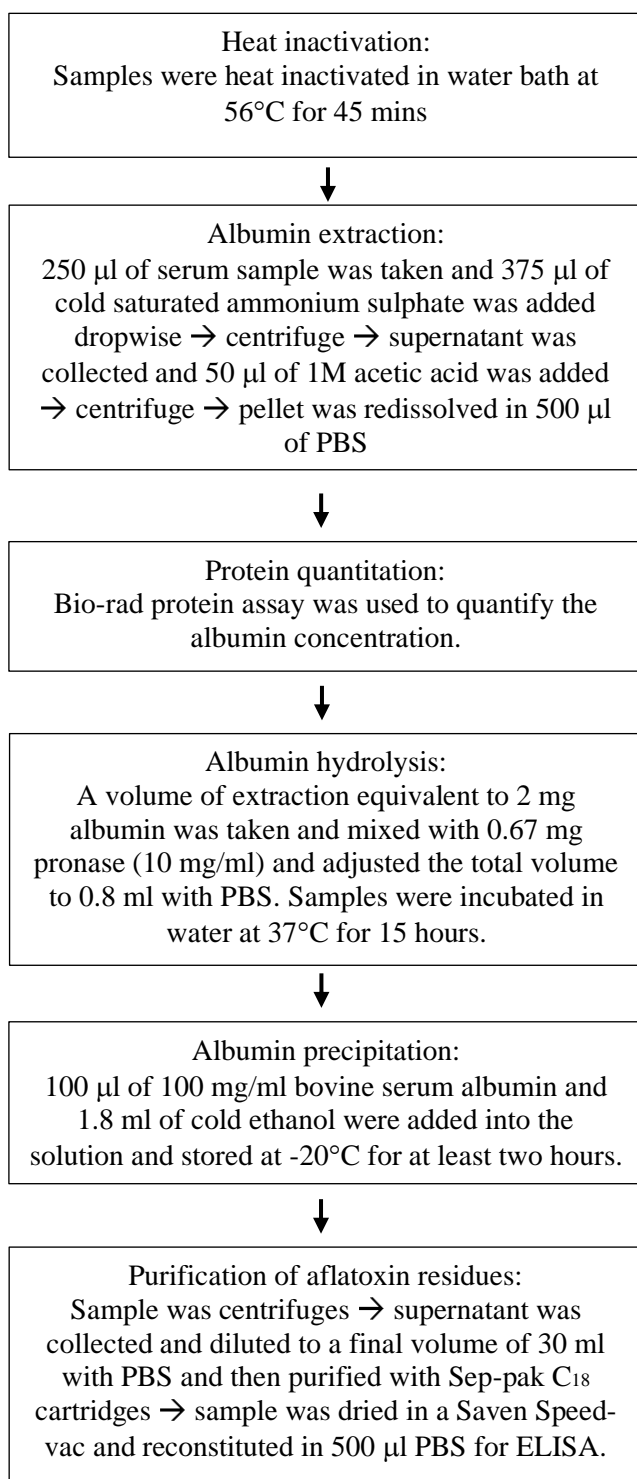 Heat inactivation:
Samples were heat inactivated in water bath at
56°C for 45 mins
Albumin extraction:
250 μl of serum sample was taken and 375 μl of
cold saturated ammonium sulphate was added
dropwise → centrifuge → supernatant was
collected and 50 μl of 1M acetic acid was added
→ centrifuge → pellet was redissolved in 500 μl
of PBS
Protein quantitation:
Bio-rad protein assay was used to quantify the
albumin concentration.
Albumin hydrolysis:
A volume of extraction equivalent to 2 mg
albumin was taken and mixed with 0.67 mg
pronase (10 mg/ml) and adjusted the total volume
to 0.8 ml with PBS. Samples were incubated in
water at 37°C for 15 hours.
Albumin precipitation:
100 μl of 100 mg/ml bovine serum albumin and
1.8 ml of cold ethanol were added into the
solution and stored at -20°C for at least two hours.
Purification of aflatoxin residues:
Sample was centrifuges → supernatant was
collected and diluted to a final volume of 30 ml
with PBS and then purified with Sep-pak C18
cartridges → sample was dried in a Saven Speed-
vac and reconstituted in 500 μl PBS for ELISA.